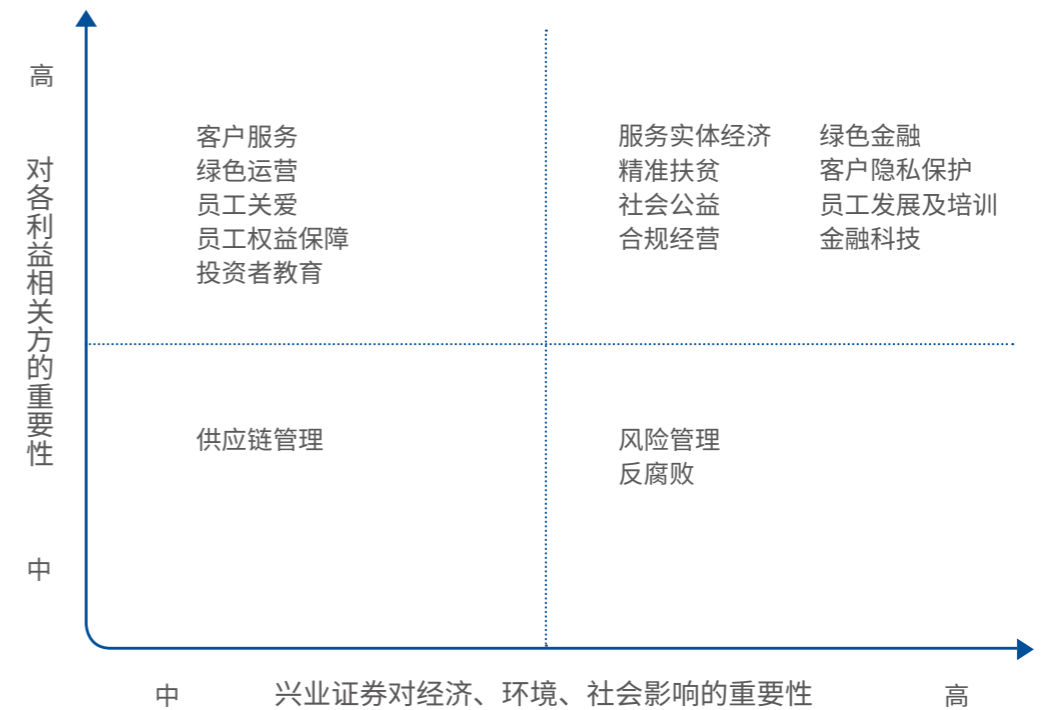 高
对各利益相关方的重要性
中
客户服务
绿色运营
员工关爱
员工权益保障
投资者教育
服务实体经济
精准扶贫
社会公益
合规经营
绿色金融
客户隐私保护
员工发展及培训
金融科技
供应链管理
风险管理
反腐败
中
兴业证券对经济、环境、社会影响的重要性
高